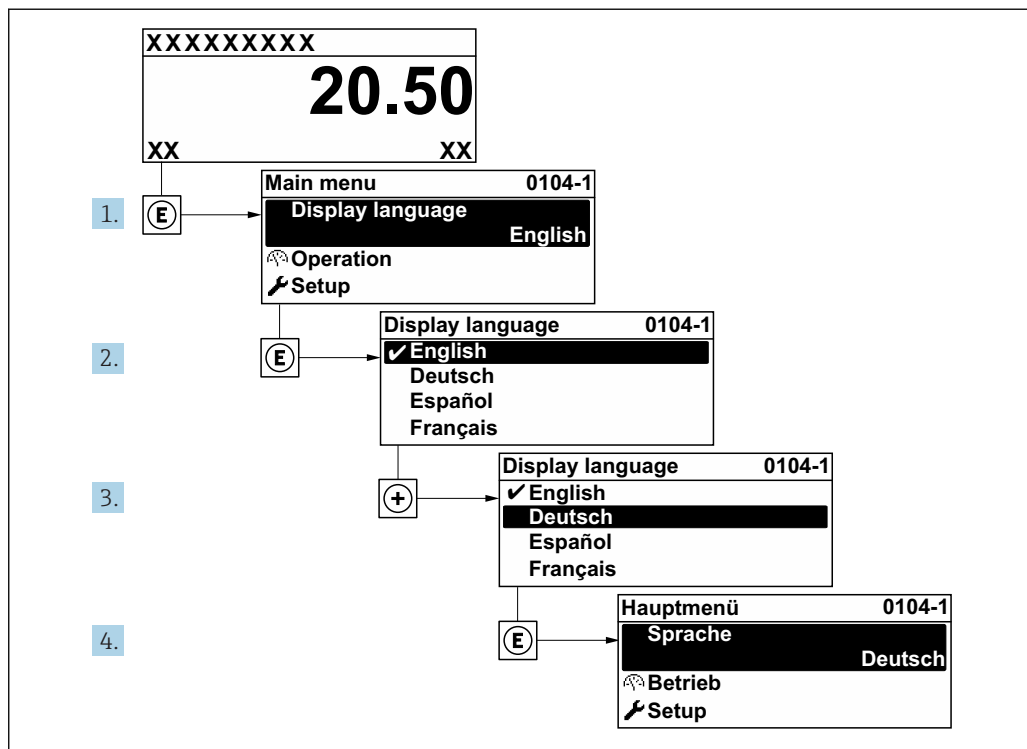 XXXXXXXXX
20.50
XX XX
1. E
Main menu 0104-1
Display language
English
Operation
Setup
2. E
Display language 0104-1
✔ English
Deutsch
Español
Français
3. +
Display language 0104-1
✔ English
Deutsch
Español
Français
4. E
Hauptmenü 0104-1
Sprache
Deutsch
Betrieb
Setup